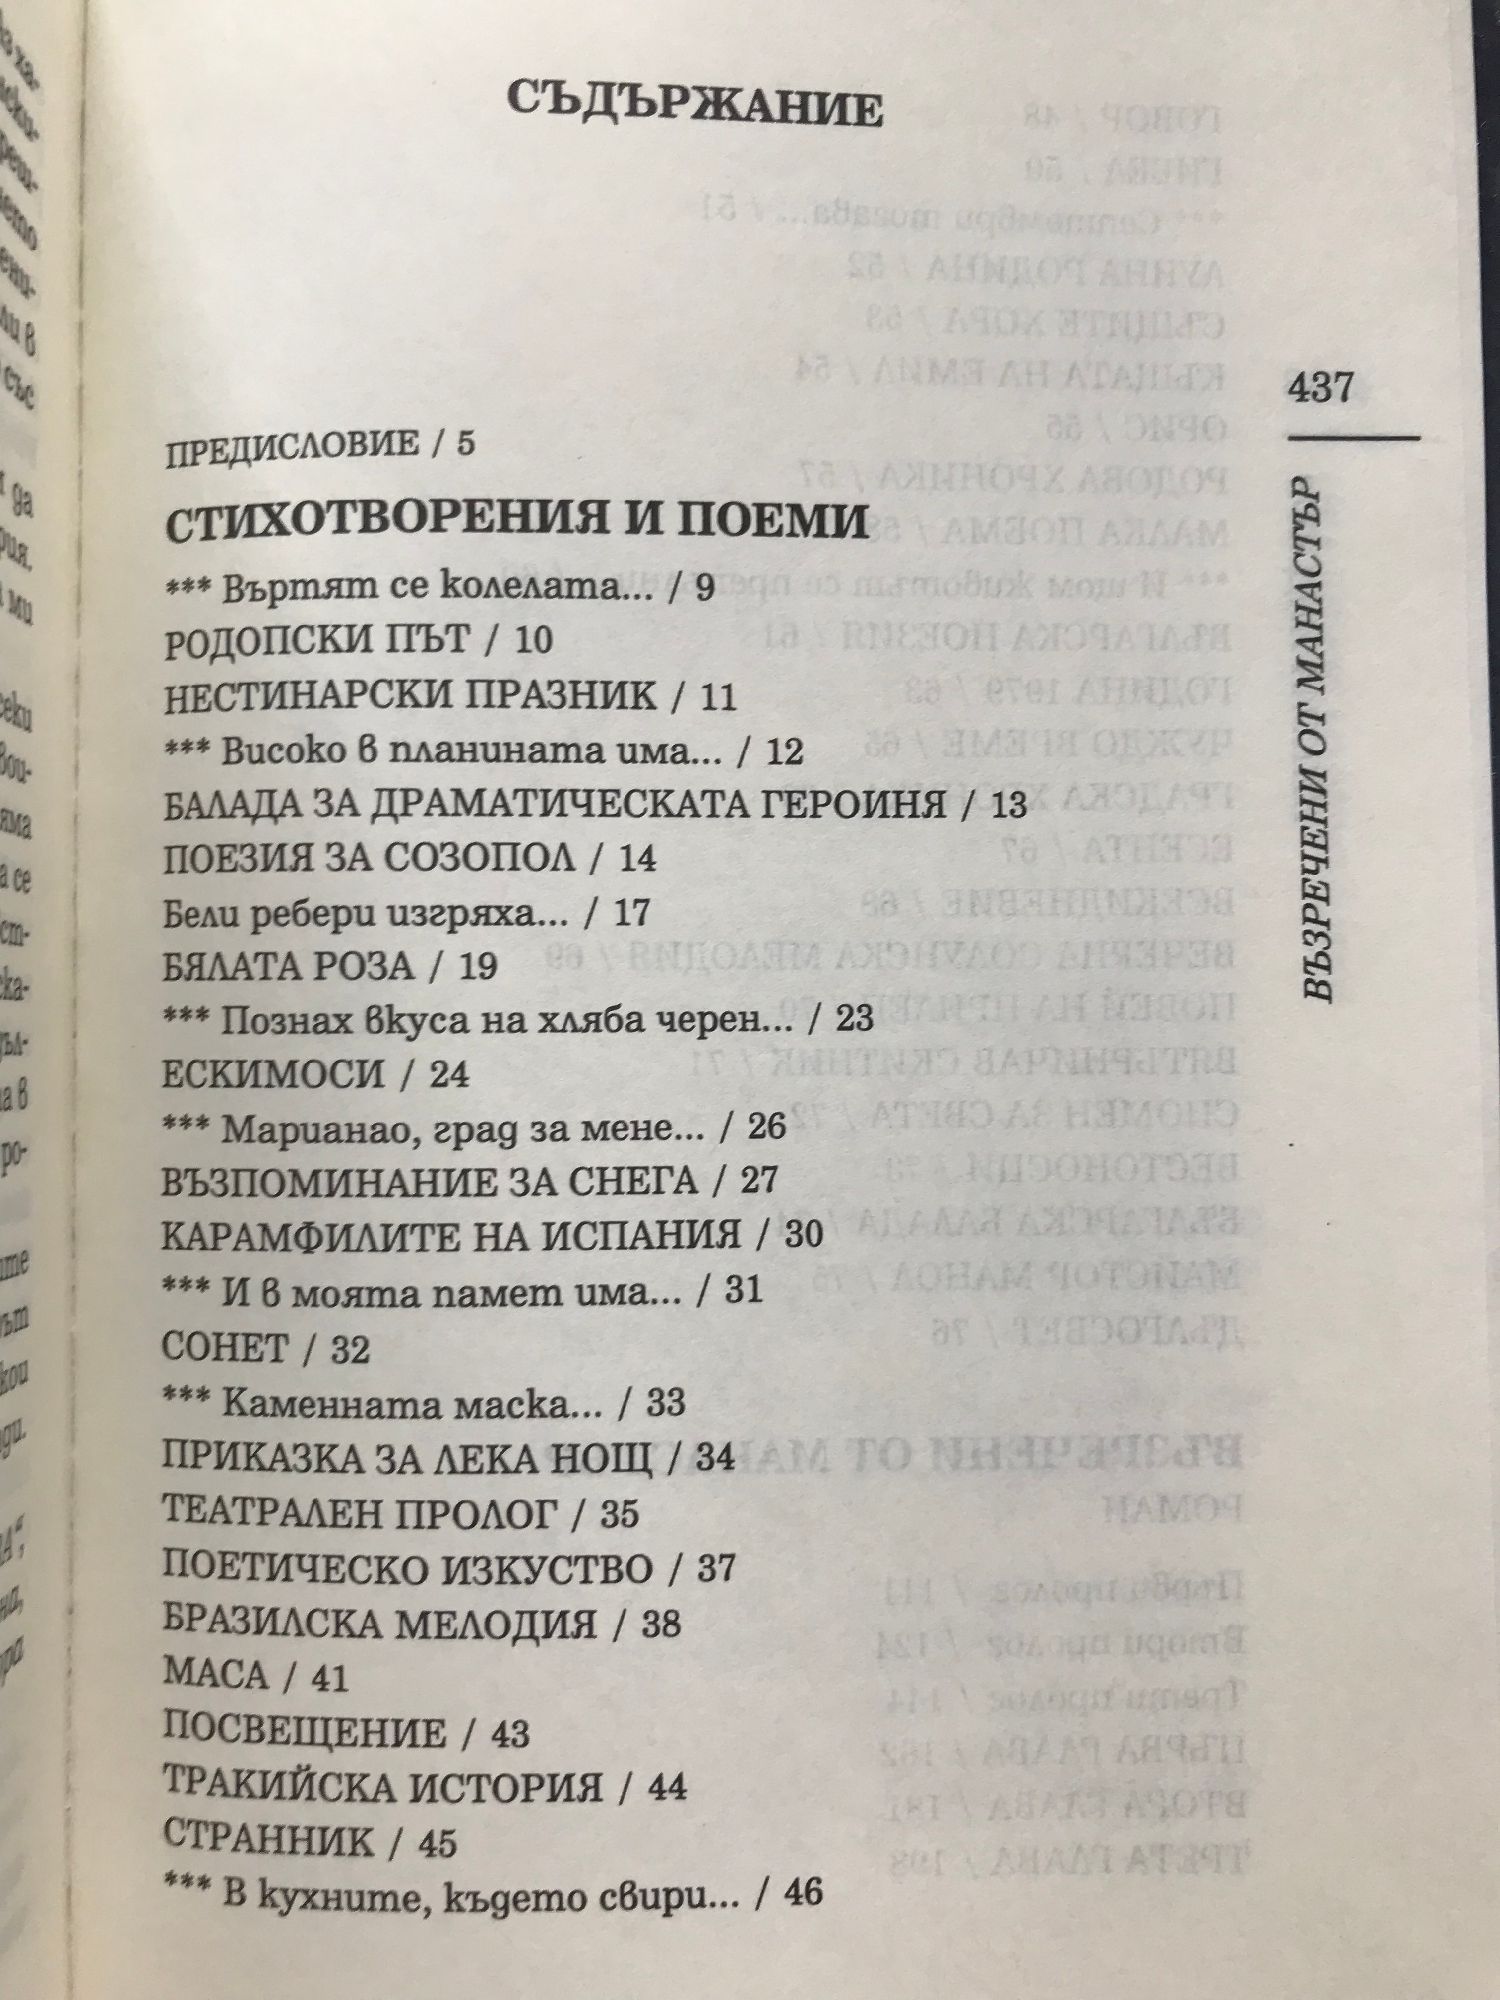 СЪДЪРЖАНИЕ
ПРЕДИСЛОВИЕ / 5
СТИХОТВОРЕНИЯ И ПОЕМИ
*** Въртят се колелата... / 9
РОДОПСКИ ПЪТ / 10
НЕСТИНАРСКИ ПРАЗНИК / 11
*** Високо в планината има... / 12
БАЛАДА ЗА ДРАМАТИЧЕСКАТА ГЕРОИНЯ / 13
ПОЕЗИЯ ЗА СОЗОПОЛ / 14
Бели ребери изгряха... / 17
БЯЛАТА РОЗА / 19
*** Познах вкуса на хляба черен... / 23
ЕСКИМОСИ / 24
*** Марианао, град за мене... / 26
ВЪЗПОМИНАНИЕ ЗА СНЕГА / 27
КАРАМФИЛИТЕ НА ИСПАНИЯ / 30
*** И в моята памет има... / 31
СОНЕТ / 32
*** Каменната маска... / 33
ПРИКАЗКА ЗА ЛЕКА НОЩ / 34
ТЕАТРАЛЕН ПРОЛОГ / 35
ПОЕТИЧЕСКО ИЗКУСТВО / 37
БРАЗИЛСКА МЕЛОДИЯ / 38
МАСА / 41
ПОСВЕЩЕНИЕ / 43
ТРАКИЙСКА ИСТОРИЯ / 44
СТРАННИК / 45
*** В кухните, където свири... / 46
437
ВЪЗРЕЧЕНИ ОТ МАНАСТЪР